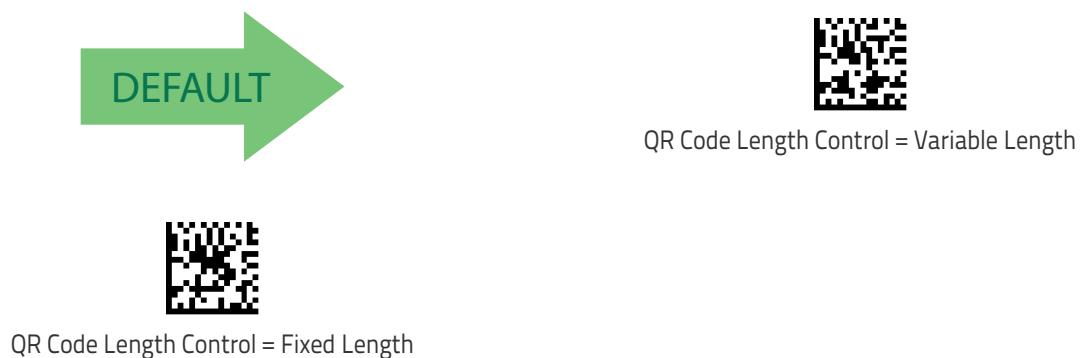 DEFAULT
QR Code Length Control = Variable Length
QR Code Length Control = Fixed Length